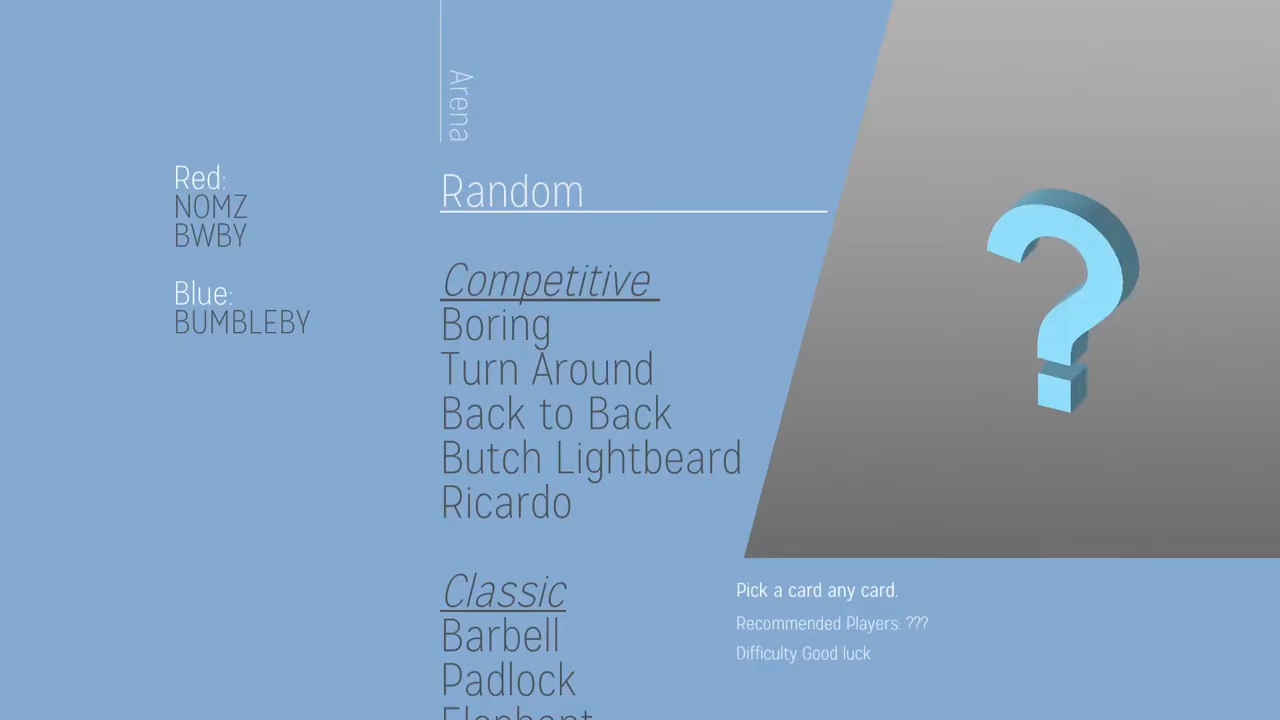 Arena
Red:
NOMZ
BWBY
Blue:
BUMBLEBY
Random
Competitive
Boring
Turn Around
Back to Back
Butch Lightbeard
Ricardo
Classic
Barbell
Padlock
Elephant
?
Pick a card any card.
Recommended Players: ???
Difficulty Good luck